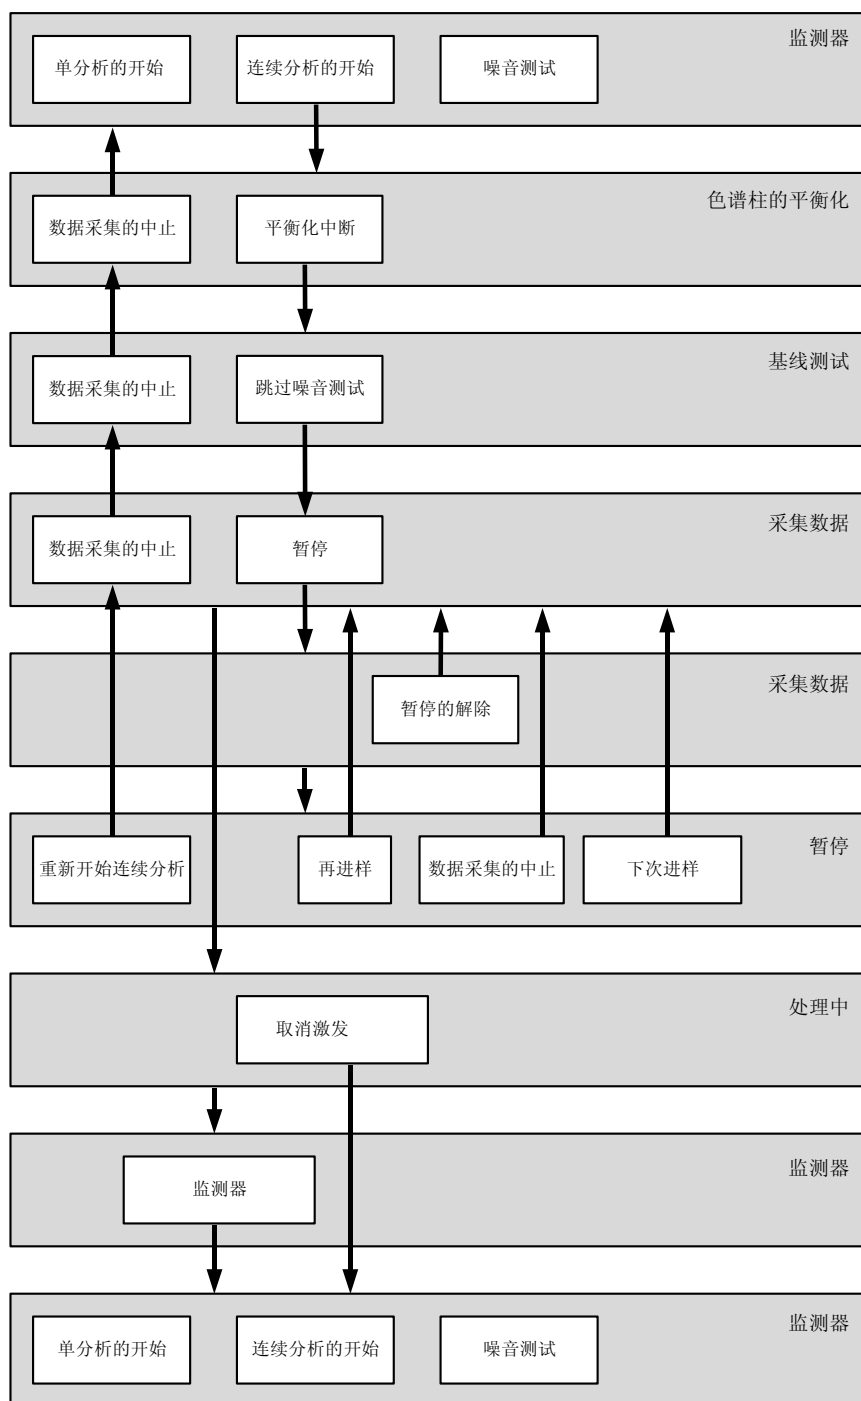 监测器
单分析的开始
连续分析的开始
噪音测试
色谱柱的平衡化
数据采集的中止
平衡化中断
基线测试
数据采集的中止
跳过噪音测试
采集数据
数据采集的中止
暂停
采集数据
暂停的解除
暂停
重新开始连续分析
再进样
数据采集的中止
下次进样
处理中
取消激发
监测器
监测器
监测器
单分析的开始
连续分析的开始
噪音测试